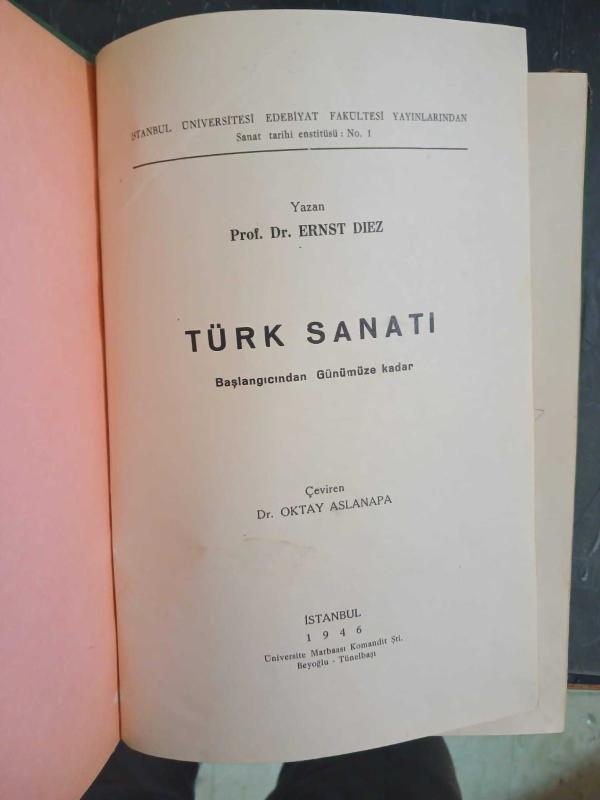 İSTANBUL ÜNİVERSİTESİ EDEBİYAT FAKÜLTESİ YAYINLARINDAN
Sanat tarihi enstitüsü : No. 1
Yazan
Prof. Dr. ERNST DIEZ
TÜRK SANATI
Başlangıcından Günümüze kadar
Çeviren
Dr. OKTAY ASLANAPA
İSTANBUL
1 9 4 6
Üniversite Matbaası Komandit Şti.
Beyoğlu - Tünelbaşı